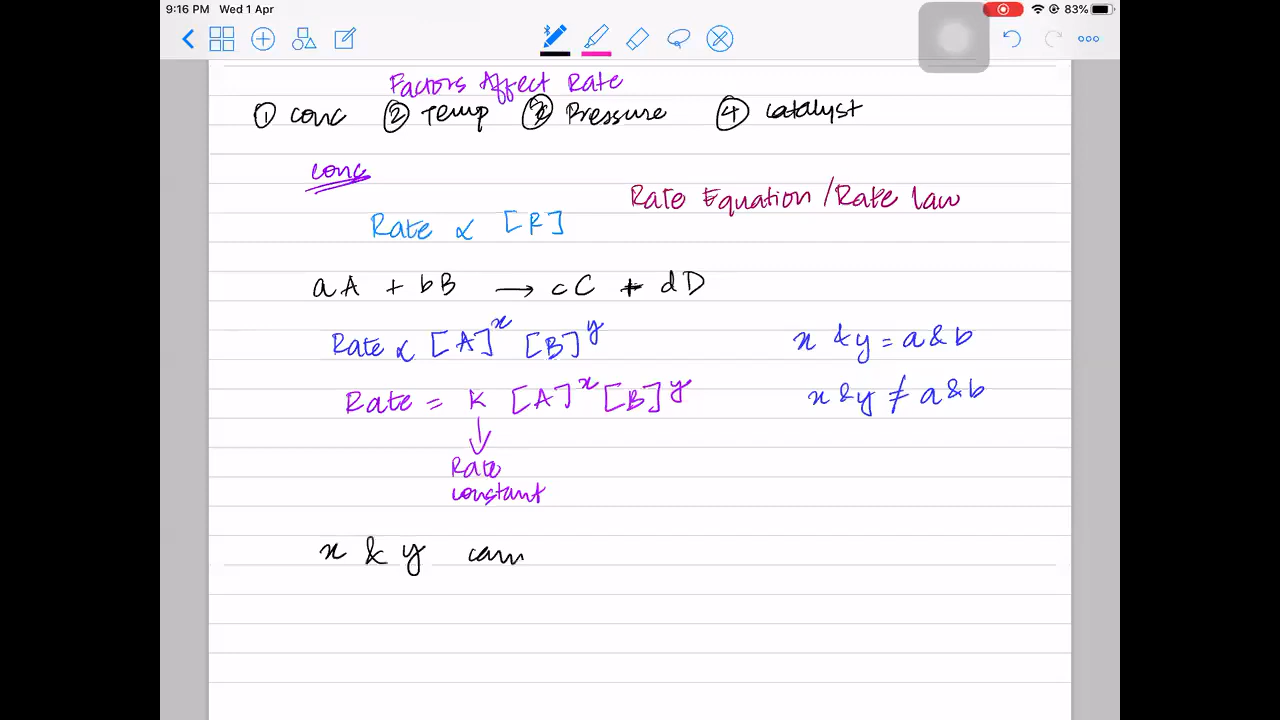 9:16 PM Wed 1 Apr 83%
Factors Affect Rate
① conc ② Temp ③ Pressure ④ catalyst
conc
Rate Equation / Rate law
Rate ∝ [R]
aA + bB → cC + dD
Rate ∝ [A]^x [B]^y x & y = a & b
Rate = K [A]^x [B]^y x & y ≠ a & b
↓
Rate
constant
x & y can